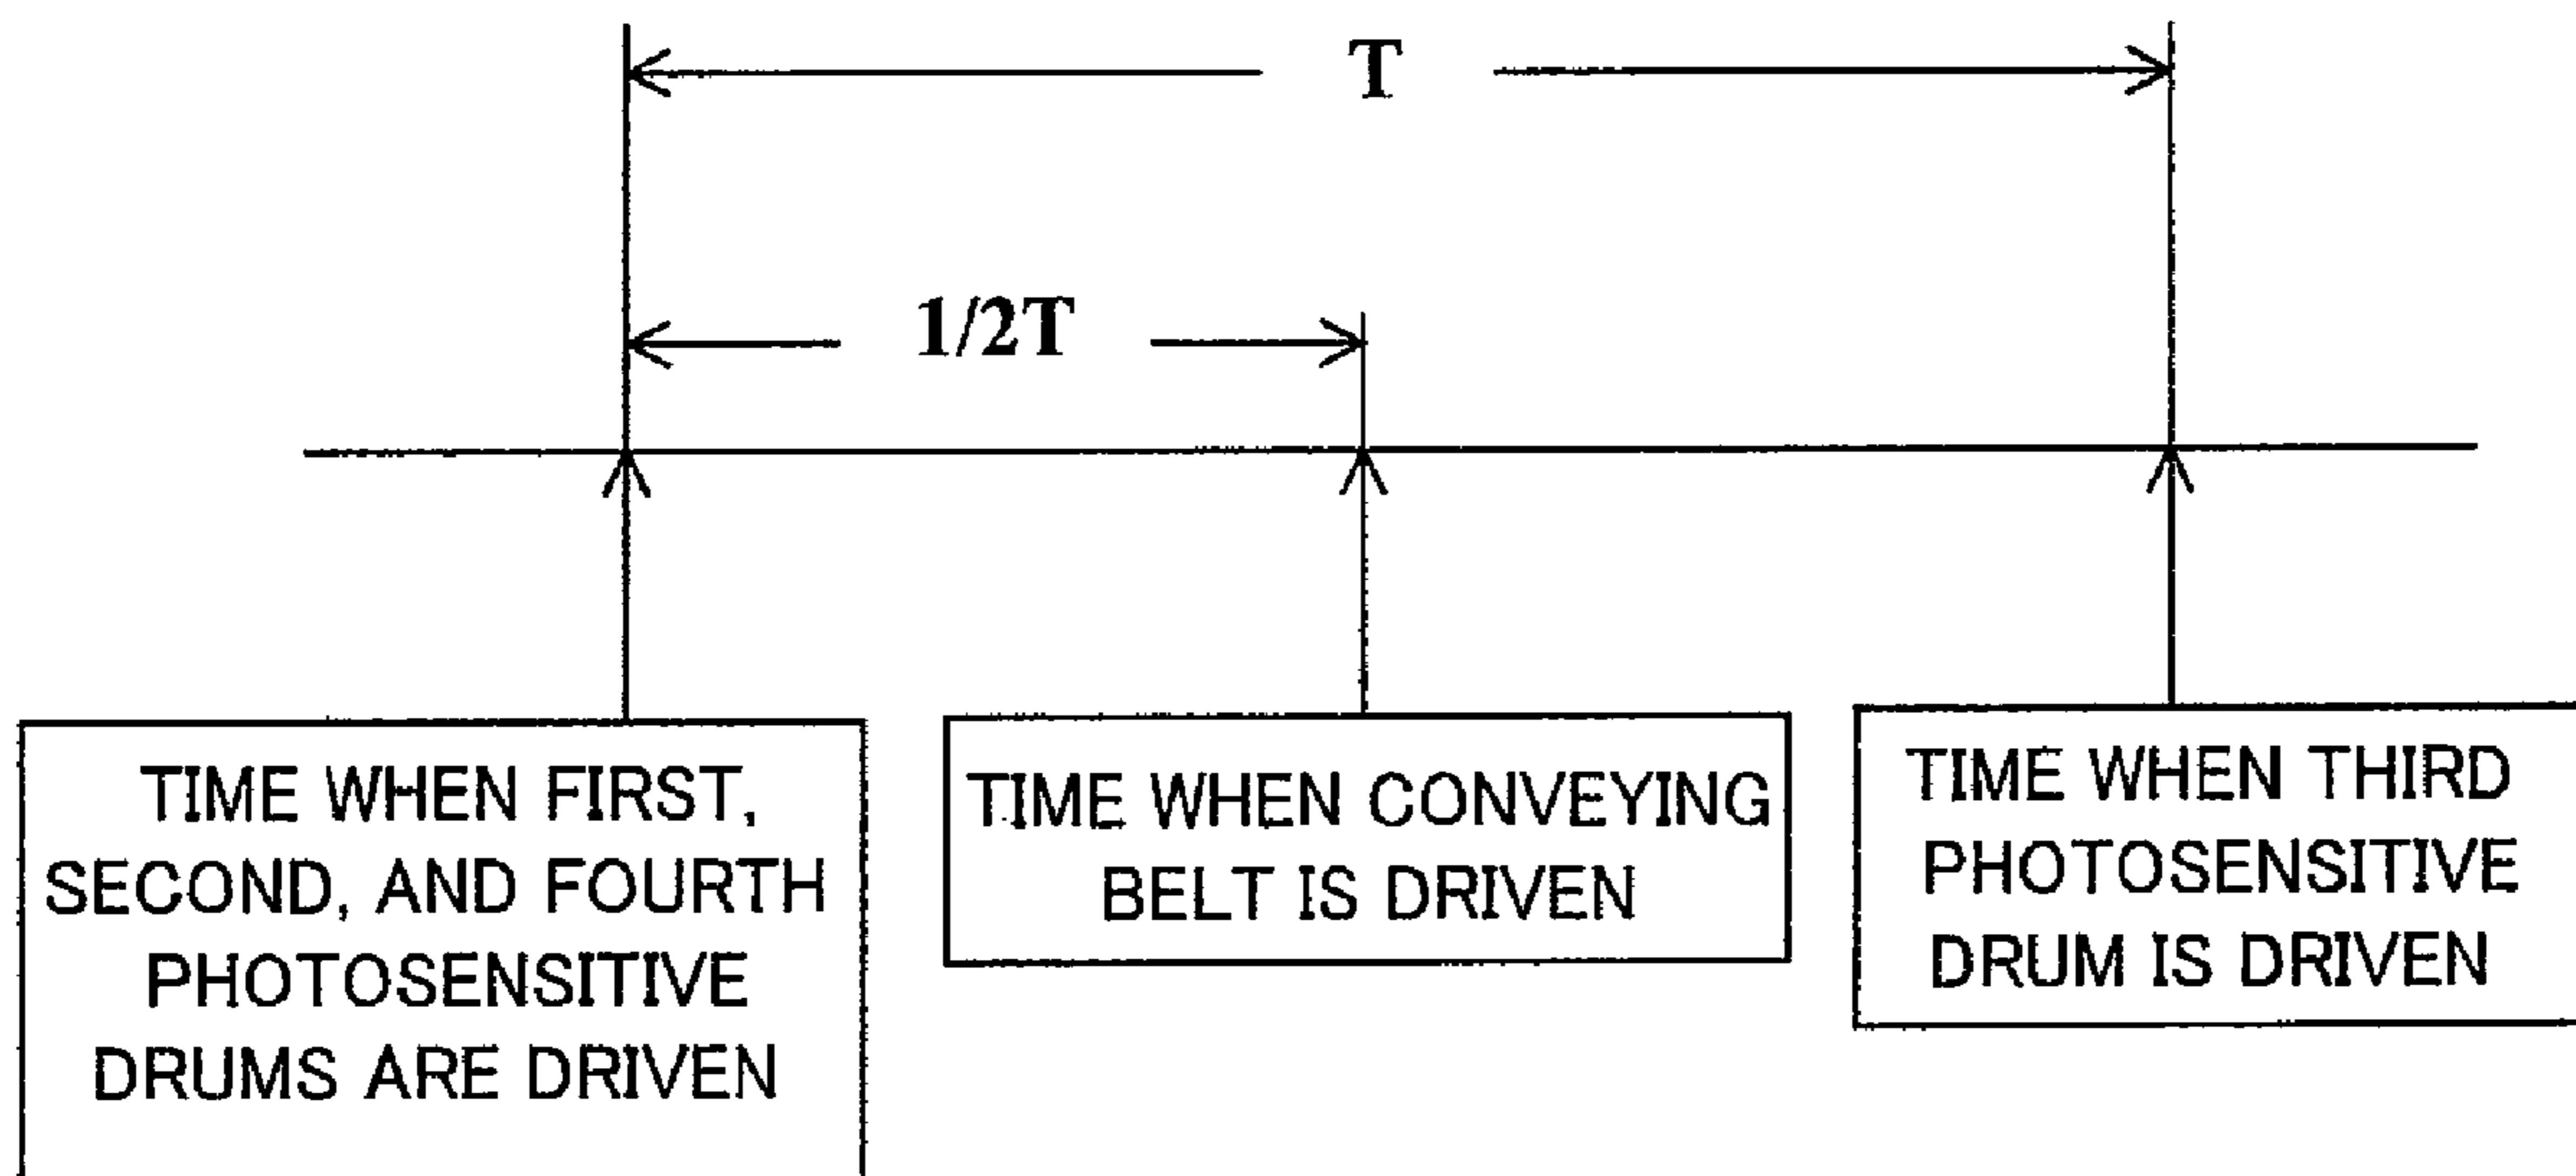 T
1/2T
TIME WHEN FIRST,
SECOND, AND FOURTH
PHOTOSENSITIVE
DRUMS ARE DRIVEN
TIME WHEN CONVEYING
BELT IS DRIVEN
TIME WHEN THIRD
PHOTOSENSITIVE
DRUM IS DRIVEN